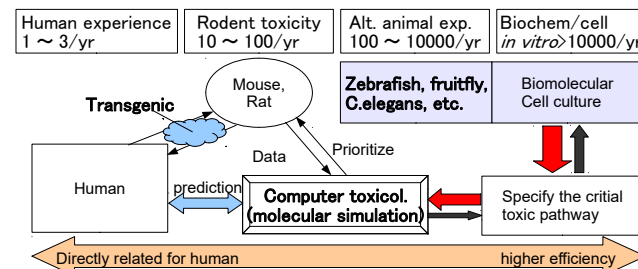 Human experience
1 ～ 3/yr
Rodent toxicity
10 ～ 100/yr
Alt. animal exp.
100 ～ 10000/yr
Biochem/cell
in vitro>10000/yr
Transgenic
Mouse,
Rat
Zebrafish, fruitfly,
C.elegans, etc.
Biomolecular
Cell culture
Data
Prioritize
Human
prediction
Computer toxicol.
(molecular simulation)
Specify the critial
toxic pathway
Directly related for human
higher efficiency